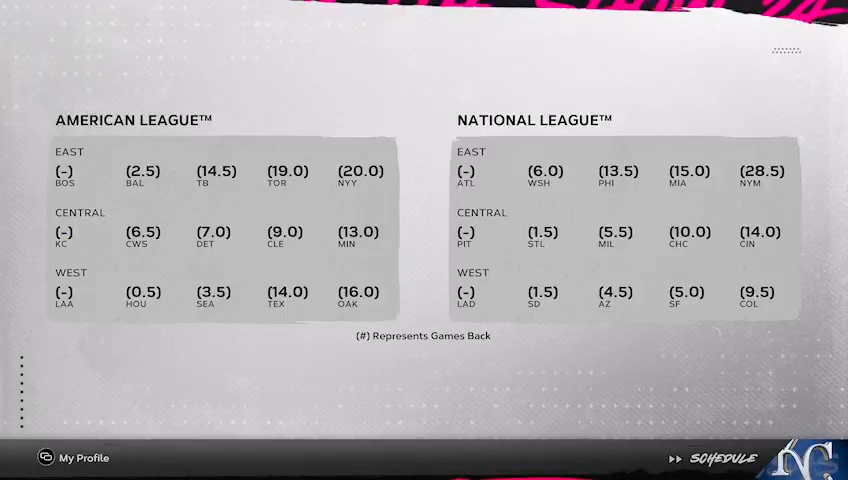 AMERICAN LEAGUE™
EAST
(-) (2.5) (14.5) (19.0) (20.0)
BOS BAL TB TOR NYY
CENTRAL
(-) (6.5) (7.0) (9.0) (13.0)
KC CWS DET CLE MIN
WEST
(-) (0.5) (3.5) (14.0) (16.0)
LAA HOU SEA TEX OAK
NATIONAL LEAGUE™
EAST
(-) (6.0) (13.5) (15.0) (28.5)
ATL WSH PHI MIA NYM
CENTRAL
(-) (1.5) (5.5) (10.0) (14.0)
PIT STL MIL CHC CIN
WEST
(-) (1.5) (4.5) (5.0) (9.5)
LAD SD AZ SF COL
(#) Represents Games Back
My Profile
SCHEDULE
KC